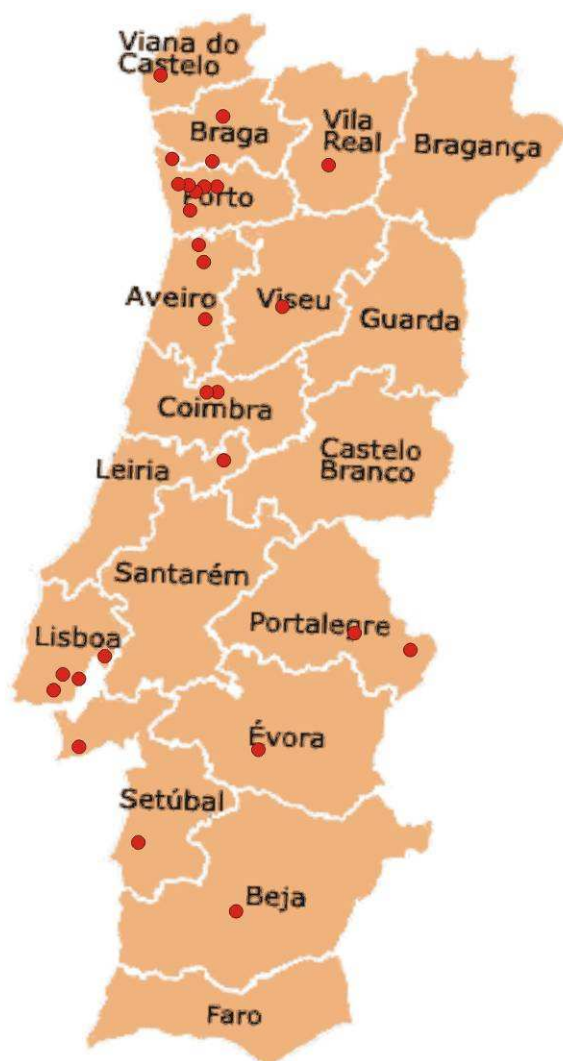 Viana do
Castelo
Braga
Vila
Real
Bragança
Porto
Aveiro
Viseu
Guarda
Coimbra
Castelo
Branco
Leiria
Santarém
Portalegre
Lisboa
Évora
Setúbal
Beja
Faro